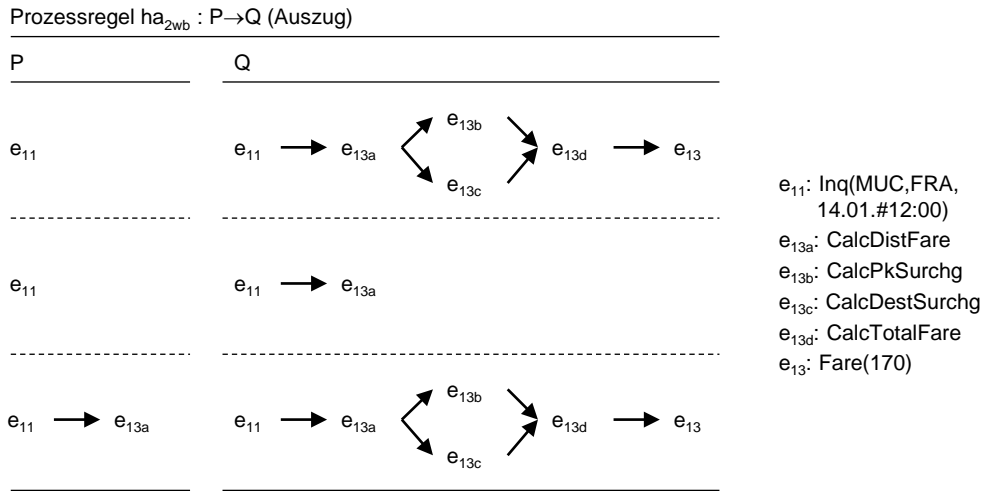 Prozessregel ha2wb : P→Q (Auszug)
P Q
e13b
e11 e11 → e13a e13d → e13
e13c
e11 e11 → e13a
e13b
e11 → e13a e11 → e13a e13d → e13
e13c
e11: Inq(MUC,FRA,
14.01.#12:00)
e13a: CalcDistFare
e13b: CalcPkSurchg
e13c: CalcDestSurchg
e13d: CalcTotalFare
e13: Fare(170)